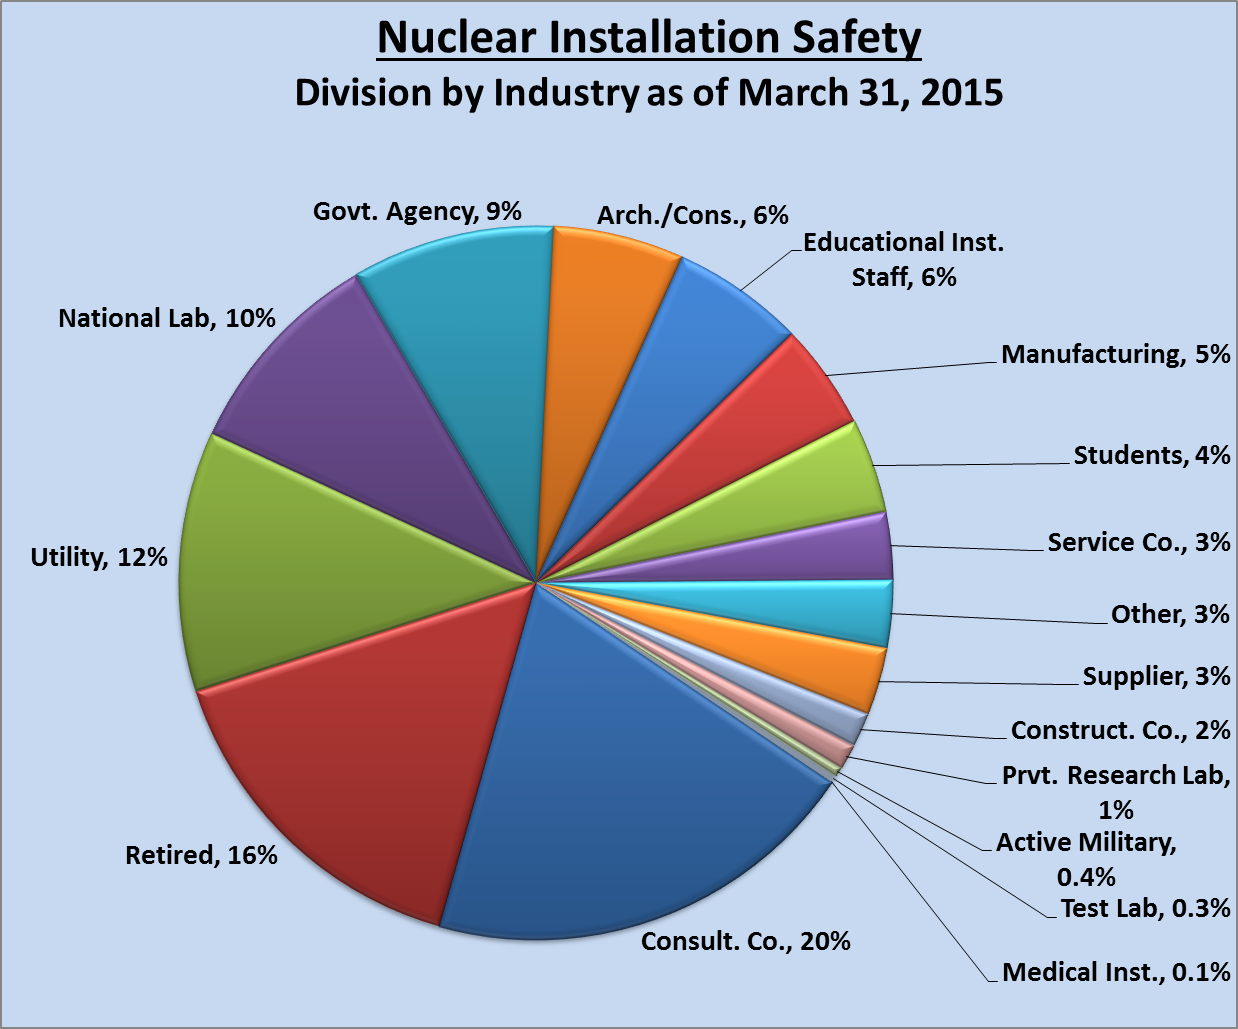 Nuclear Installation Safety
Division by Industry as of March 31, 2015
Govt. Agency, 9%
Arch./Cons., 6%
Educational Inst.
Staff, 6%
National Lab, 10%
Manufacturing, 5%
Students, 4%
Service Co., 3%
Utility, 12%
Other, 3%
Supplier, 3%
Construct. Co., 2%
Prvt. Research Lab,
1%
Active Military,
0.4%
Retired, 16%
Test Lab, 0.3%
Consult. Co., 20%
Medical Inst., 0.1%